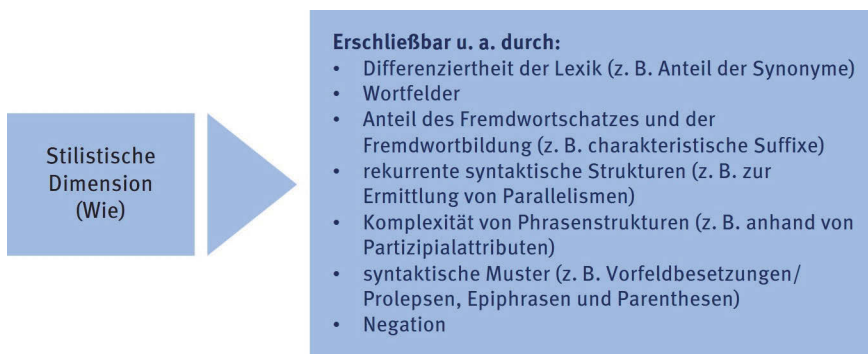 Stilistische
Dimension
(Wie)
Erschließbar u. a. durch:
• Differenziertheit der Lexik (z. B. Anteil der Synonyme)
• Wortfelder
• Anteil des Fremdwortschatzes und der
Fremdwortbildung (z. B. charakteristische Suffixe)
• rekurrente syntaktische Strukturen (z. B. zur
Ermittlung von Parallelismen)
• Komplexität von Phrasenstrukturen (z. B. anhand von
Partizipialattributen)
• syntaktische Muster (z. B. Vorfeldbesetzungen/
Prolepsen, Epiphrasen und Parenthesen)
• Negation